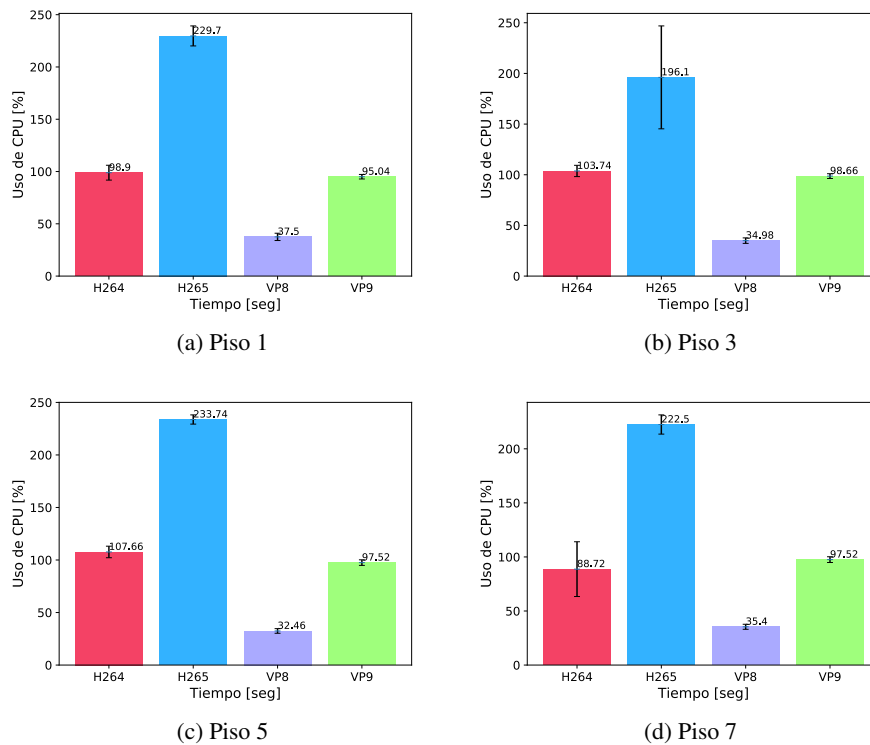 250
200
150
100
50
0
Uso de CPU [%]
98.9
229.7
37.5
95.04
H264
H265
VP8
VP9
Tiempo [seg]
(a) Piso 1
250
200
150
100
50
0
Uso de CPU [%]
103.74
196.1
34.98
98.66
H264
H265
VP8
VP9
Tiempo [seg]
(b) Piso 3
250
200
150
100
50
0
Uso de CPU [%]
107.66
233.74
32.46
97.52
H264
H265
VP8
VP9
Tiempo [seg]
(c) Piso 5
200
150
100
50
0
Uso de CPU [%]
88.72
222.5
35.4
97.52
H264
H265
VP8
VP9
Tiempo [seg]
(d) Piso 7